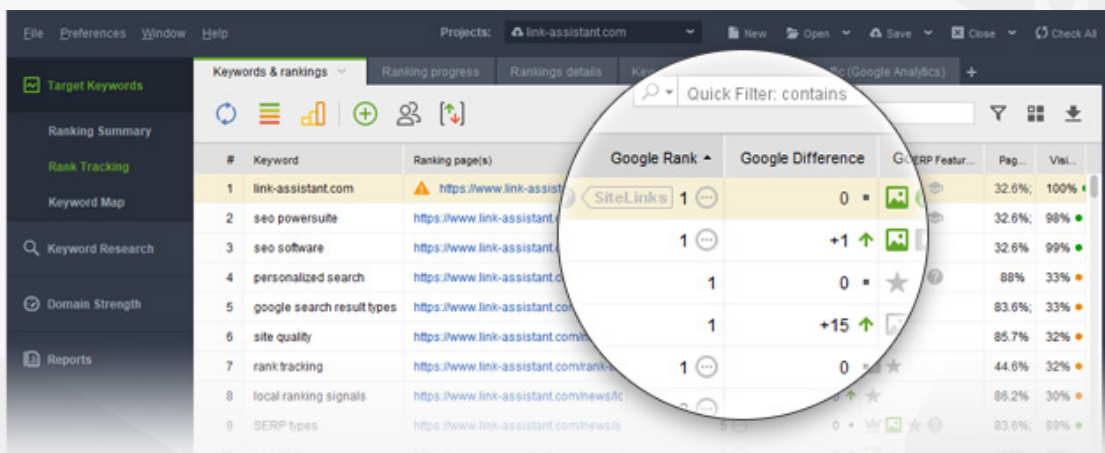 File Preferences Window Help Projects: link-assistant.com New Open Save Close Check All
Target Keywords
Ranking Summary
Rank Tracking
Keyword Map
Keyword Research
Domain Strength
Reports
Keywords & rankings Ranking progress Rankings details (Google Analytics) +
Quick Filter: contains
# Keyword Ranking page(s) Google Rank Google Difference ERP Featur... Pag... Visi...
1 link-assistant.com https://www.link-assist SiteLinks 1 0 32.6%; 100%
2 seo powersuite https://www.link-assistant. 1 +1 32.6%; 98%
3 seo software https://www.link-assistant. 1 0 32.6% 99%
4 personalized search https://www.link-assistant. 1 +15 88% 33%
5 google search result types https://www.link-assistant.co 1 0 83.6%; 33%
6 site quality https://www.link-assistant.com/ 85.7% 32%
7 rank tracking https://www.link-assistant.com/rank- 44.6% 32%
8 local ranking signals https://www.link-assistant.com/news/lc 86.2% 30%
9 SERP types https://www.link-assistant.com/news/s 5 0 83.6%; 89%